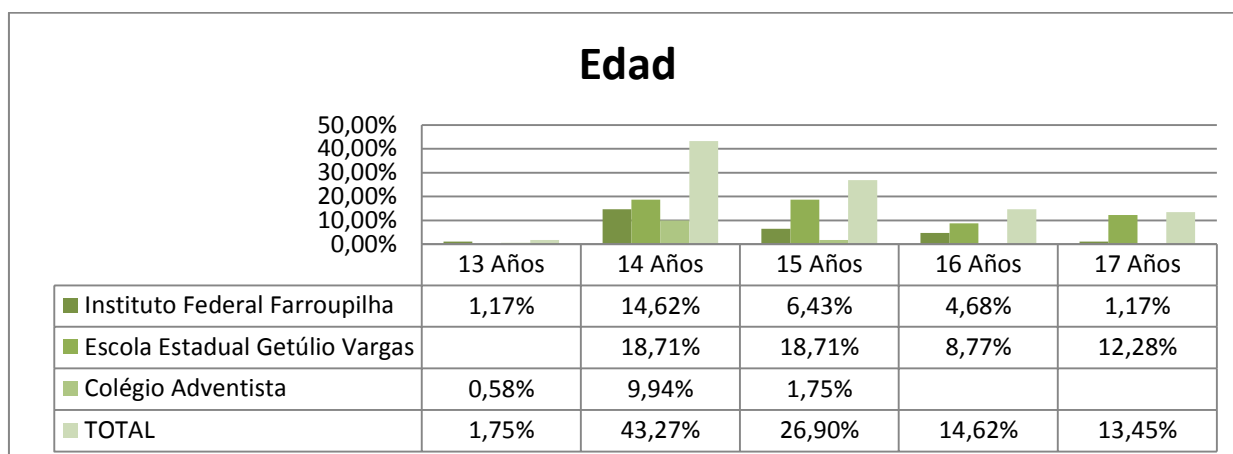 Edad
50,00%
40,00%
30,00%
20,00%
10,00%
0,00%
13 Años 14 Años 15 Años 16 Años 17 Años
Instituto Federal Farroupilha 1,17% 14,62% 6,43% 4,68% 1,17%
Escola Estadual Getúlio Vargas 18,71% 18,71% 8,77% 12,28%
Colégio Adventista 0,58% 9,94% 1,75%
TOTAL 1,75% 43,27% 26,90% 14,62% 13,45%